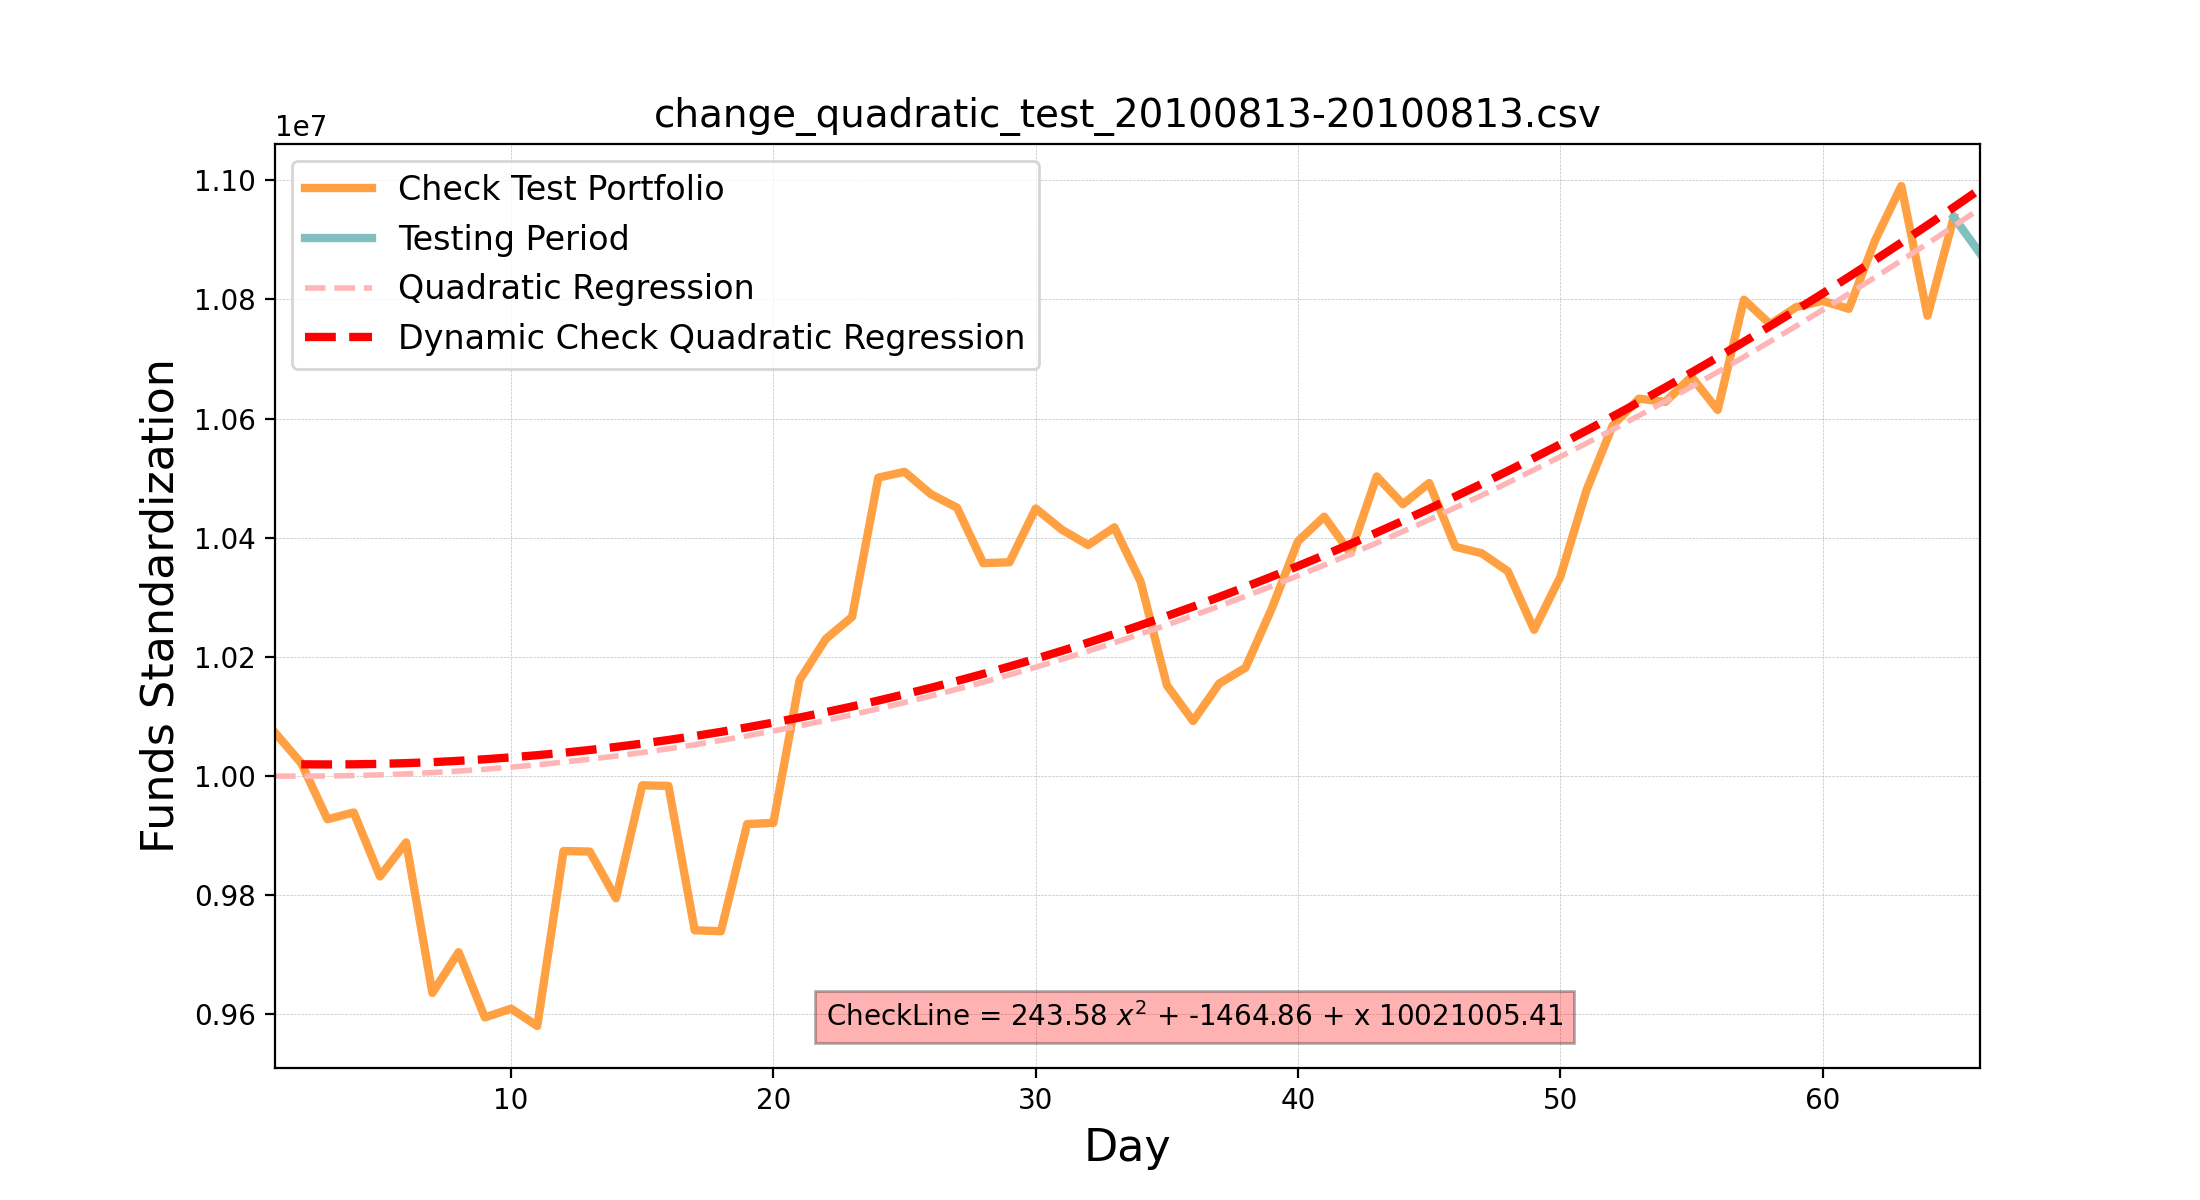 change_quadratic_test_20100813-20100813.csv
1e7
1.10
1.08
1.06
1.04
1.02
1.00
0.98
0.96
Funds Standardization
Check Test Portfolio
Testing Period
Quadratic Regression
Dynamic Check Quadratic Regression
CheckLine = 243.58 x² + -1464.86 + x 10021005.41
10 20 30 40 50 60
Day